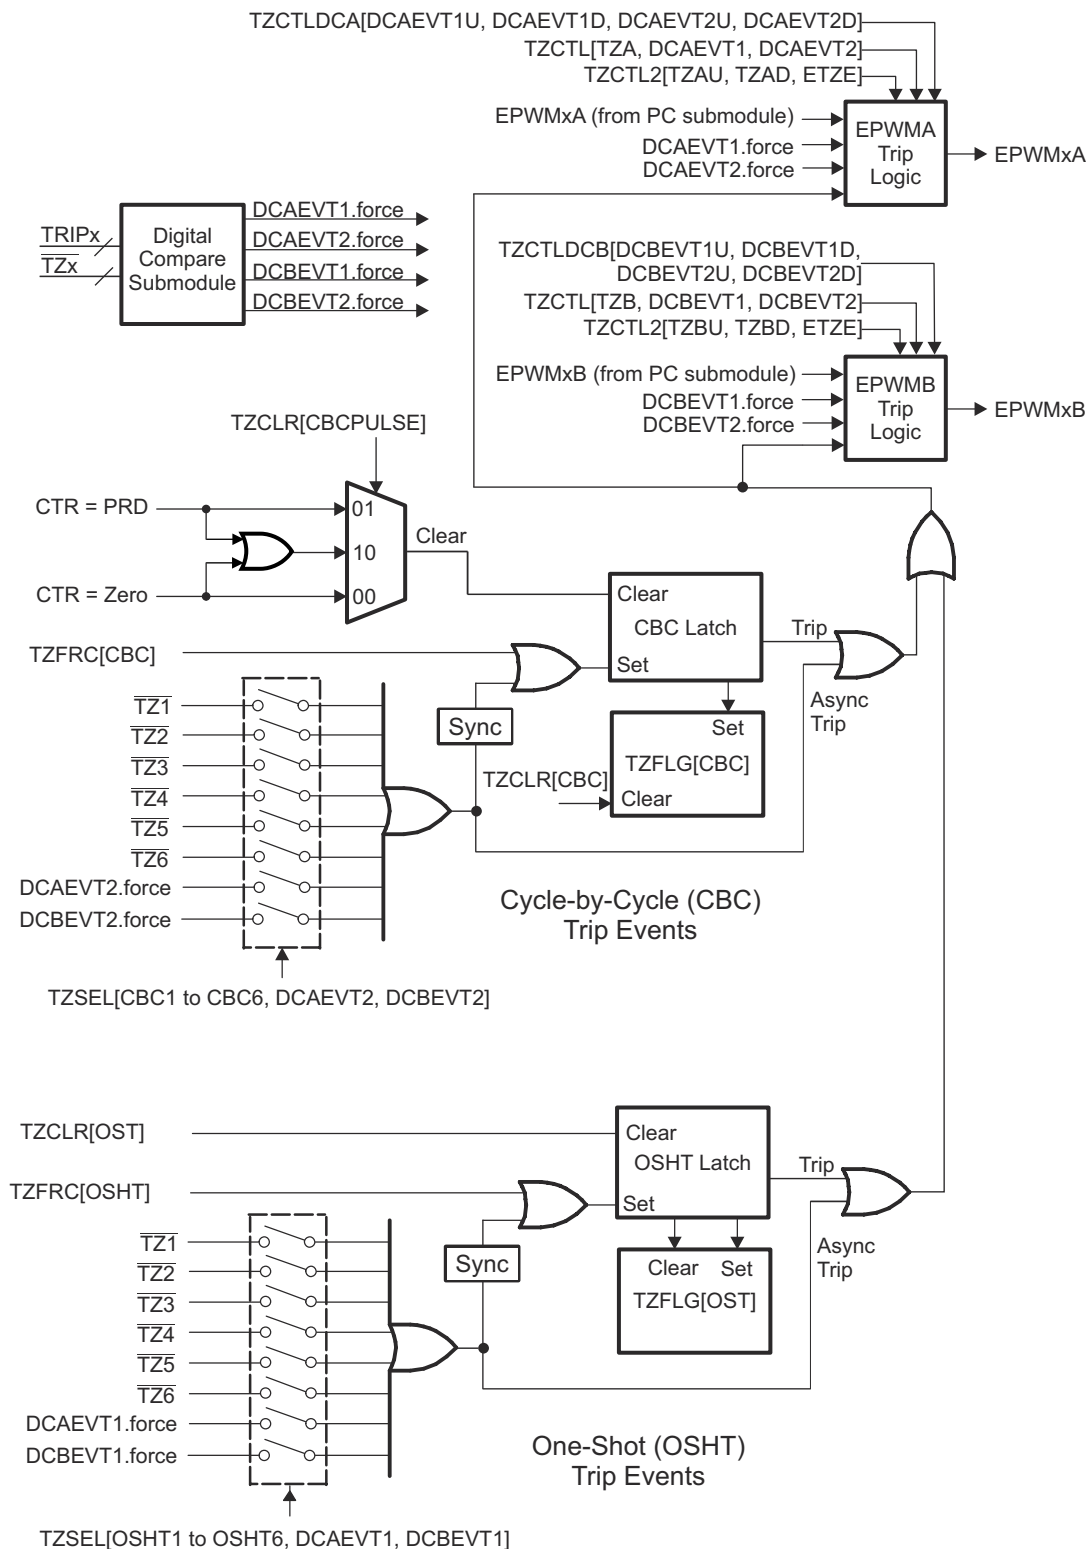 TZCTLDCA[DCAEVT1U, DCAEVT1D, DCAEVT2U, DCAEVT2D]
TZCTL[TZA, DCAEVT1, DCAEVT2]
TZCTL2[TZAU, TZAD, ETZE]
EPWMxA (from PC submodule)
DCAEVT1.force
DCAEVT2.force
EPWMA
Trip
Logic
EPWMxA
TRIPx
TZx
Digital
Compare
Submodule
DCAEVT1.force
DCAEVT2.force
DCBEVT1.force
DCBEVT2.force
TZCTLDCB[DCBEVT1U, DCBEVT1D,
DCBEVT2U, DCBEVT2D]
TZCTL[TZB, DCBEVT1, DCBEVT2]
TZCTL2[TZBU, TZBD, ETZE]
EPWMxB (from PC submodule)
DCBEVT1.force
DCBEVT2.force
EPWMB
Trip
Logic
EPWMxB
TZCLR[CBCPULSE]
CTR = PRD
CTR = Zero
01
10
00
Clear
Clear
CBC Latch
Set
Trip
Async
Trip
TZFRC[CBC]
Sync
Set
TZFLG[CBC]
Clear
TZCLR[CBC]
TZ1
TZ2
TZ3
TZ4
TZ5
TZ6
DCAEVT2.force
DCBEVT2.force
Cycle-by-Cycle (CBC)
Trip Events
TZSEL[CBC1 to CBC6, DCAEVT2, DCBEVT2]
TZCLR[OST]
TZFRC[OSHT]
Clear
OSHT Latch
Set
Trip
Async
Trip
Sync
Clear Set
TZFLG[OST]
TZ1
TZ2
TZ3
TZ4
TZ5
TZ6
DCAEVT1.force
DCBEVT1.force
One-Shot (OSHT)
Trip Events
TZSEL[OSHT1 to OSHT6, DCAEVT1, DCBEVT1]